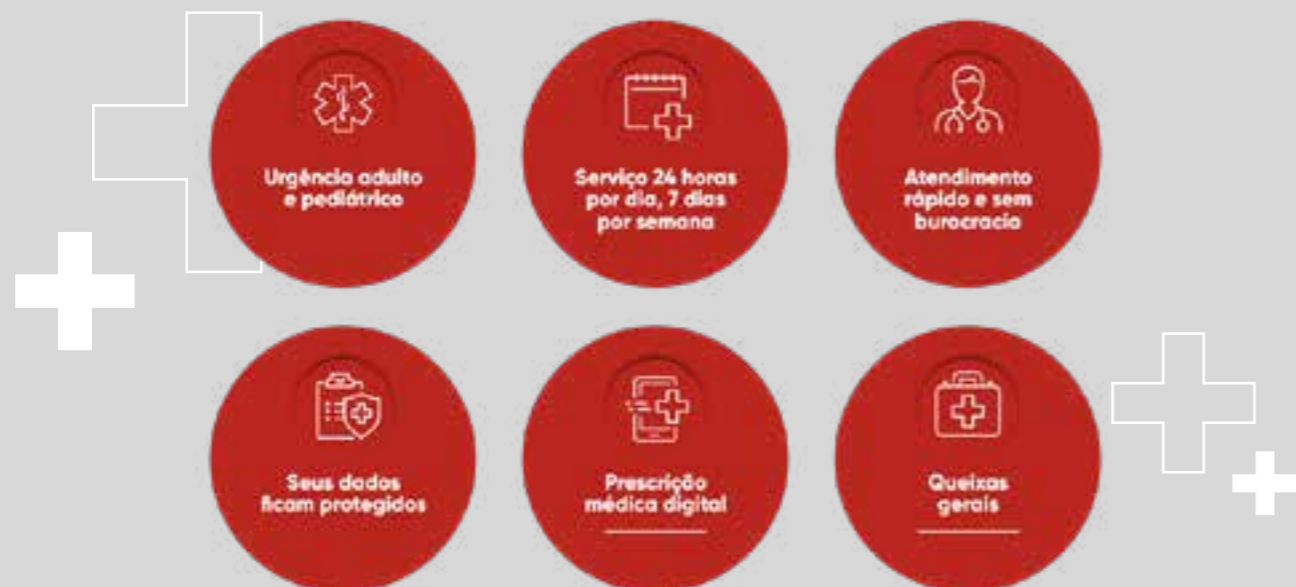 Urgência adulto
e pediátrico
Serviço 24 horas
por dia, 7 dias
por semana
Atendimento
rápido e sem
burocracia
Seus dados
ficam protegidos
Prescrição
médica digital
Queixas
gerais